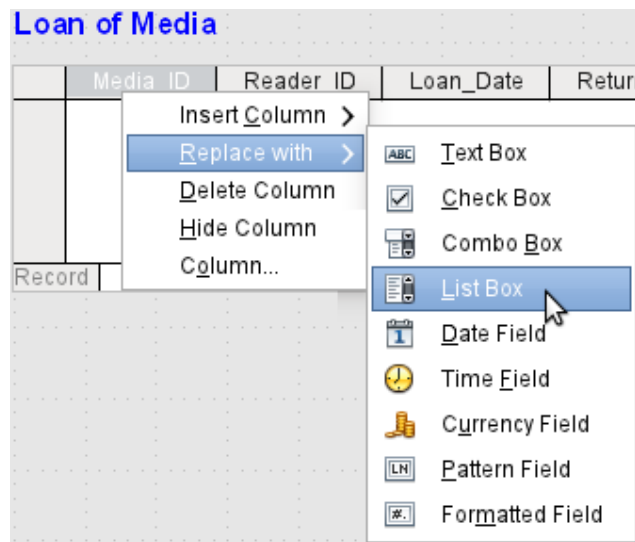 Loan of Media
Media_ID Reader_ID Loan_Date Retur
Insert Column
Replace with
Delete Column
Hide Column
Column...
Record
ABC Text Box
Check Box
Combo Box
List Box
1 Date Field
Time Field
Currency Field
LN Pattern Field
#. Formatted Field